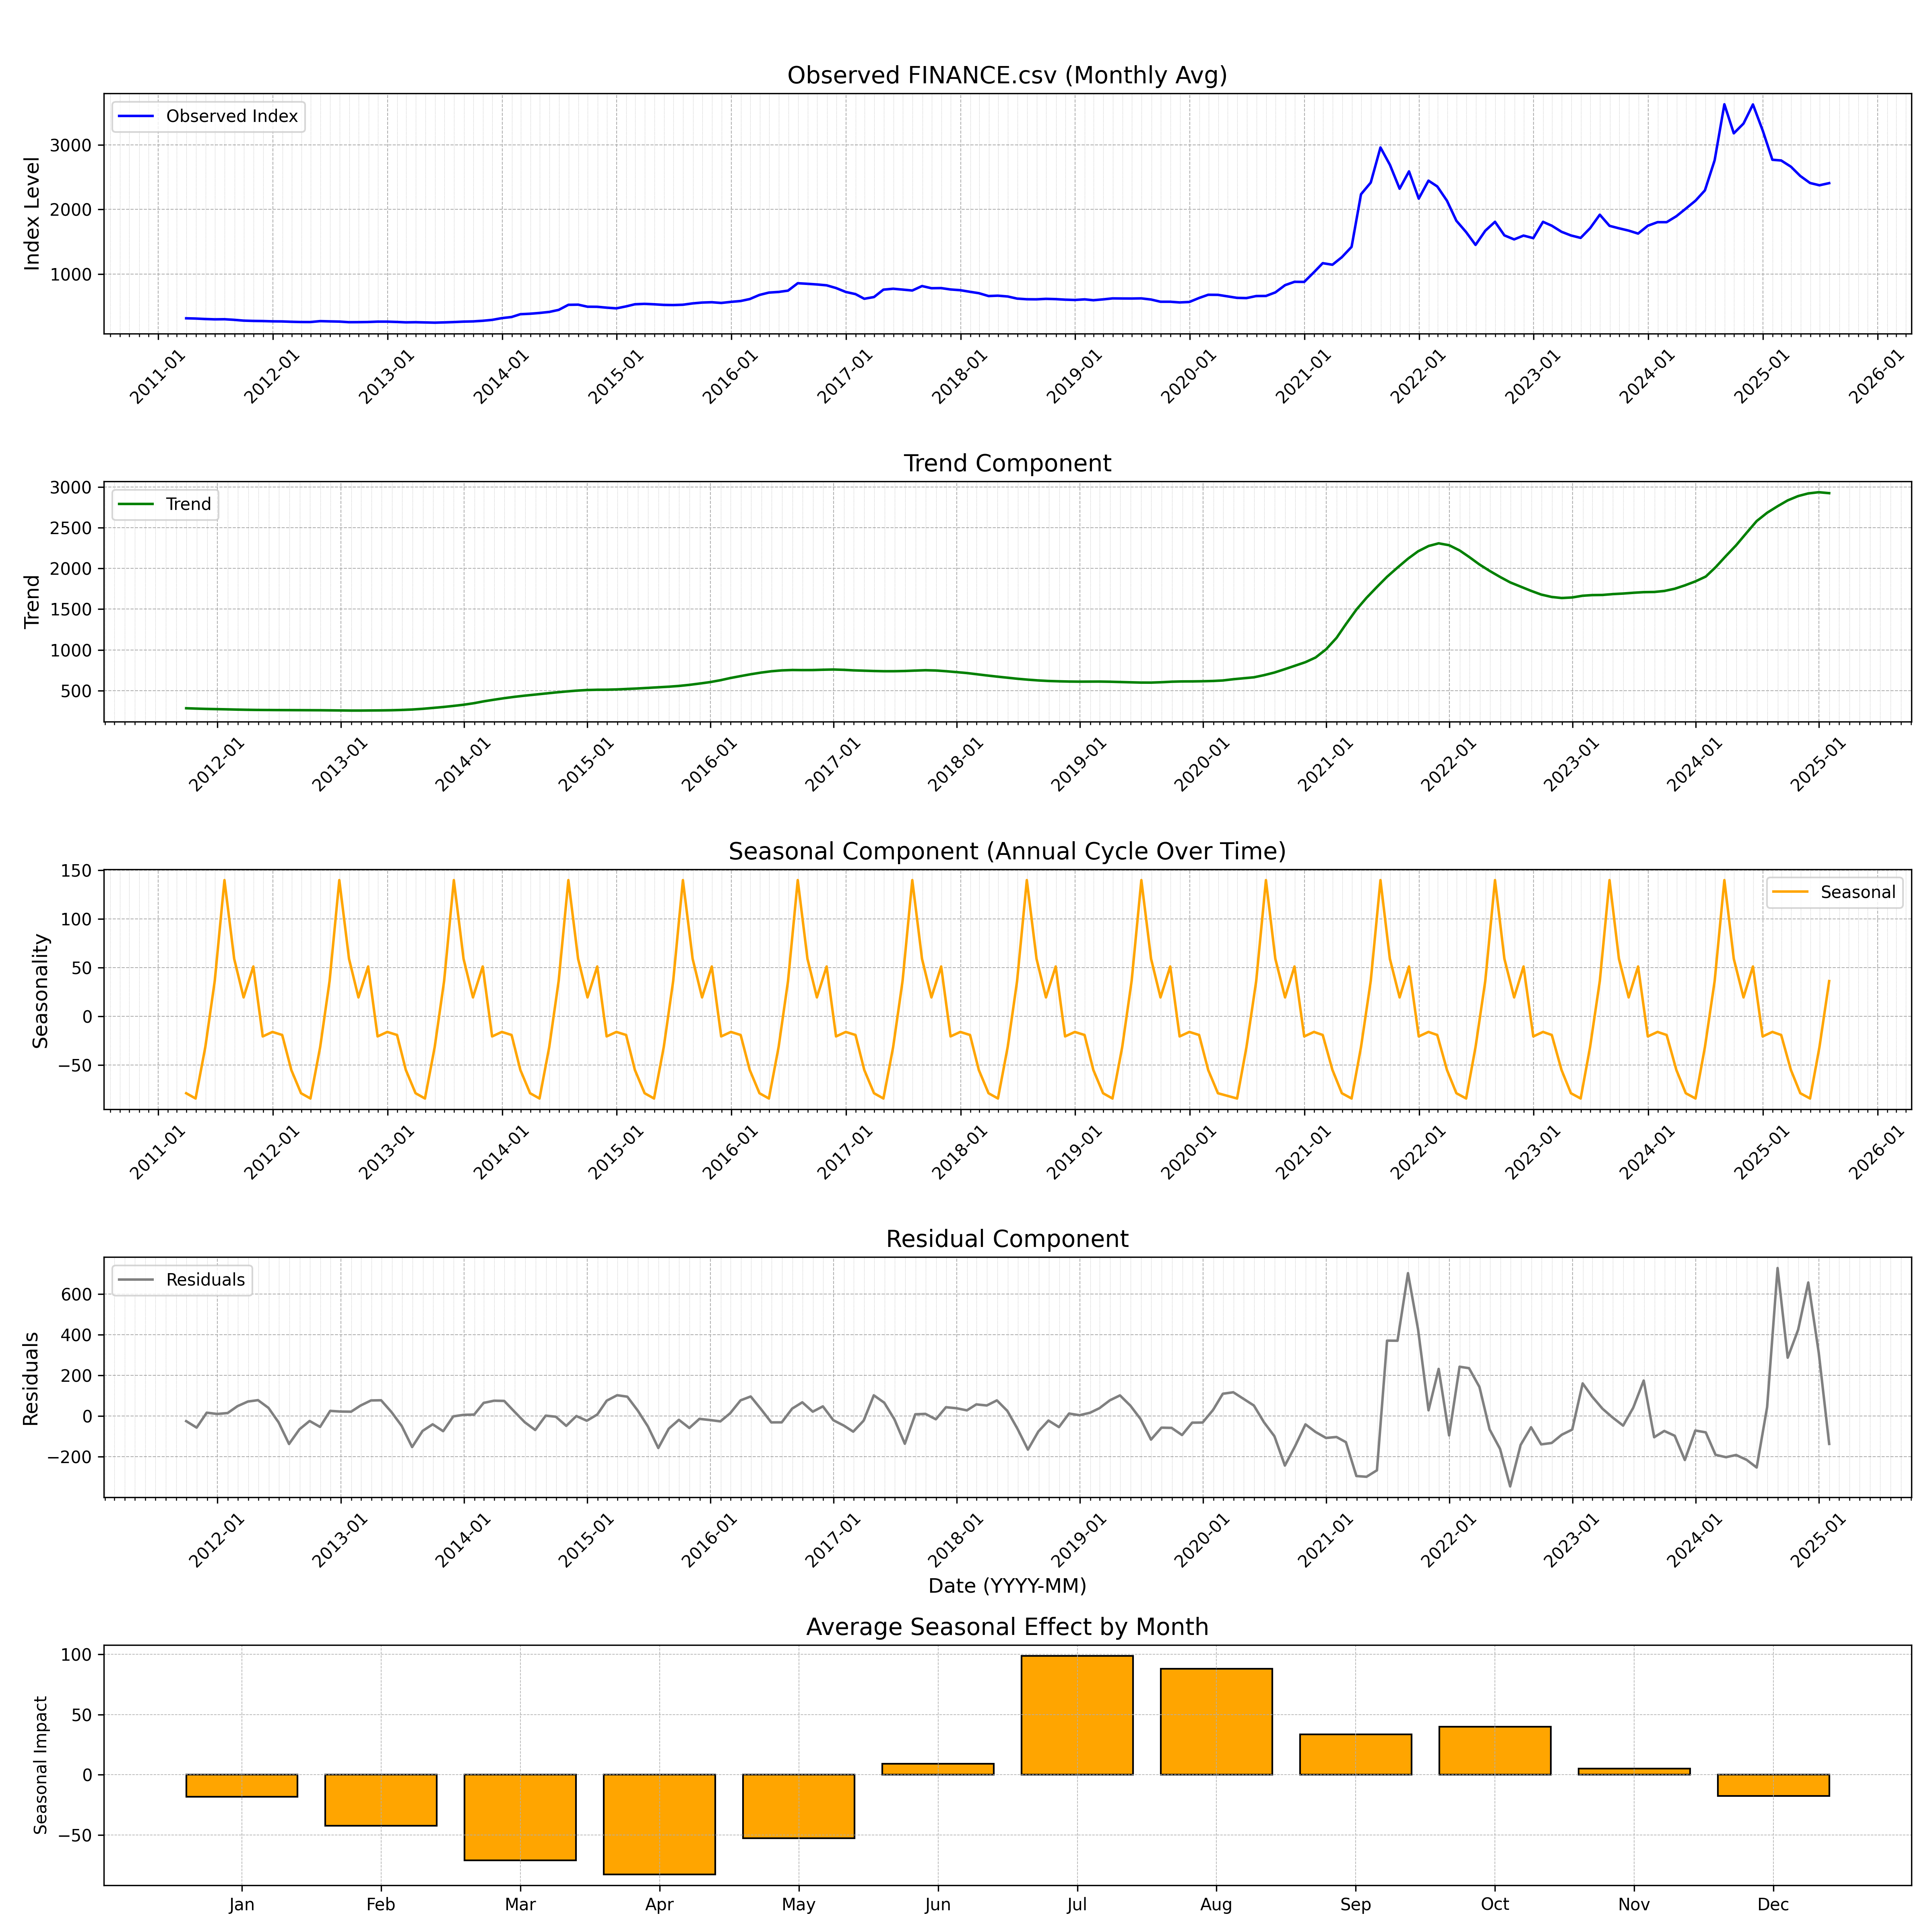 Observed FINANCE.csv (Monthly Avg)
Observed Index
Index Level
3000
2000
1000
2011-01 2012-01 2013-01 2014-01 2015-01 2016-01 2017-01 2018-01 2019-01 2020-01 2021-01 2022-01 2023-01 2024-01 2025-01 2026-01
Trend Component
Trend
Trend
3000
2500
2000
1500
1000
500
2012-01 2013-01 2014-01 2015-01 2016-01 2017-01 2018-01 2019-01 2020-01 2021-01 2022-01 2023-01 2024-01 2025-01
Seasonal Component (Annual Cycle Over Time)
Seasonal
Seasonality
150
100
50
0
−50
2011-01 2012-01 2013-01 2014-01 2015-01 2016-01 2017-01 2018-01 2019-01 2020-01 2021-01 2022-01 2023-01 2024-01 2025-01 2026-01
Residual Component
Residuals
Residuals
600
400
200
0
−200
2012-01 2013-01 2014-01 2015-01 2016-01 2017-01 2018-01 2019-01 2020-01 2021-01 2022-01 2023-01 2024-01 2025-01
Date (YYYY-MM)
Average Seasonal Effect by Month
Seasonal Impact
100
50
0
−50
Jan Feb Mar Apr May Jun Jul Aug Sep Oct Nov Dec